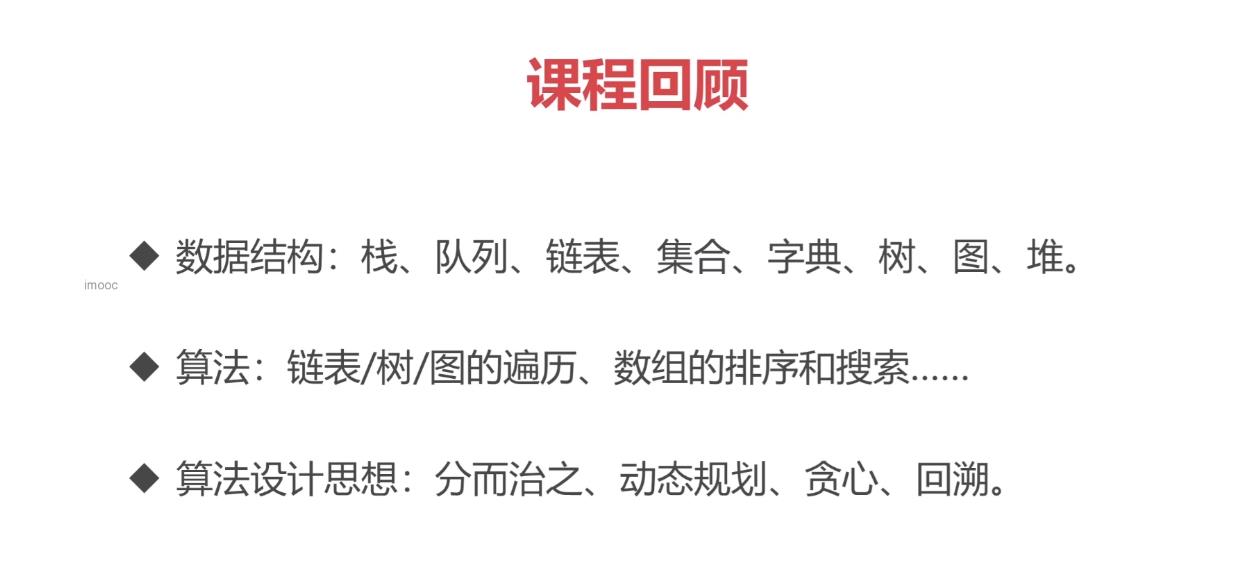 课程回顾
◆ 数据结构：栈、队列、链表、集合、字典、树、图、堆。
imooc
◆ 算法：链表/树/图的遍历、数组的排序和搜索……
◆ 算法设计思想：分而治之、动态规划、贪心、回溯。